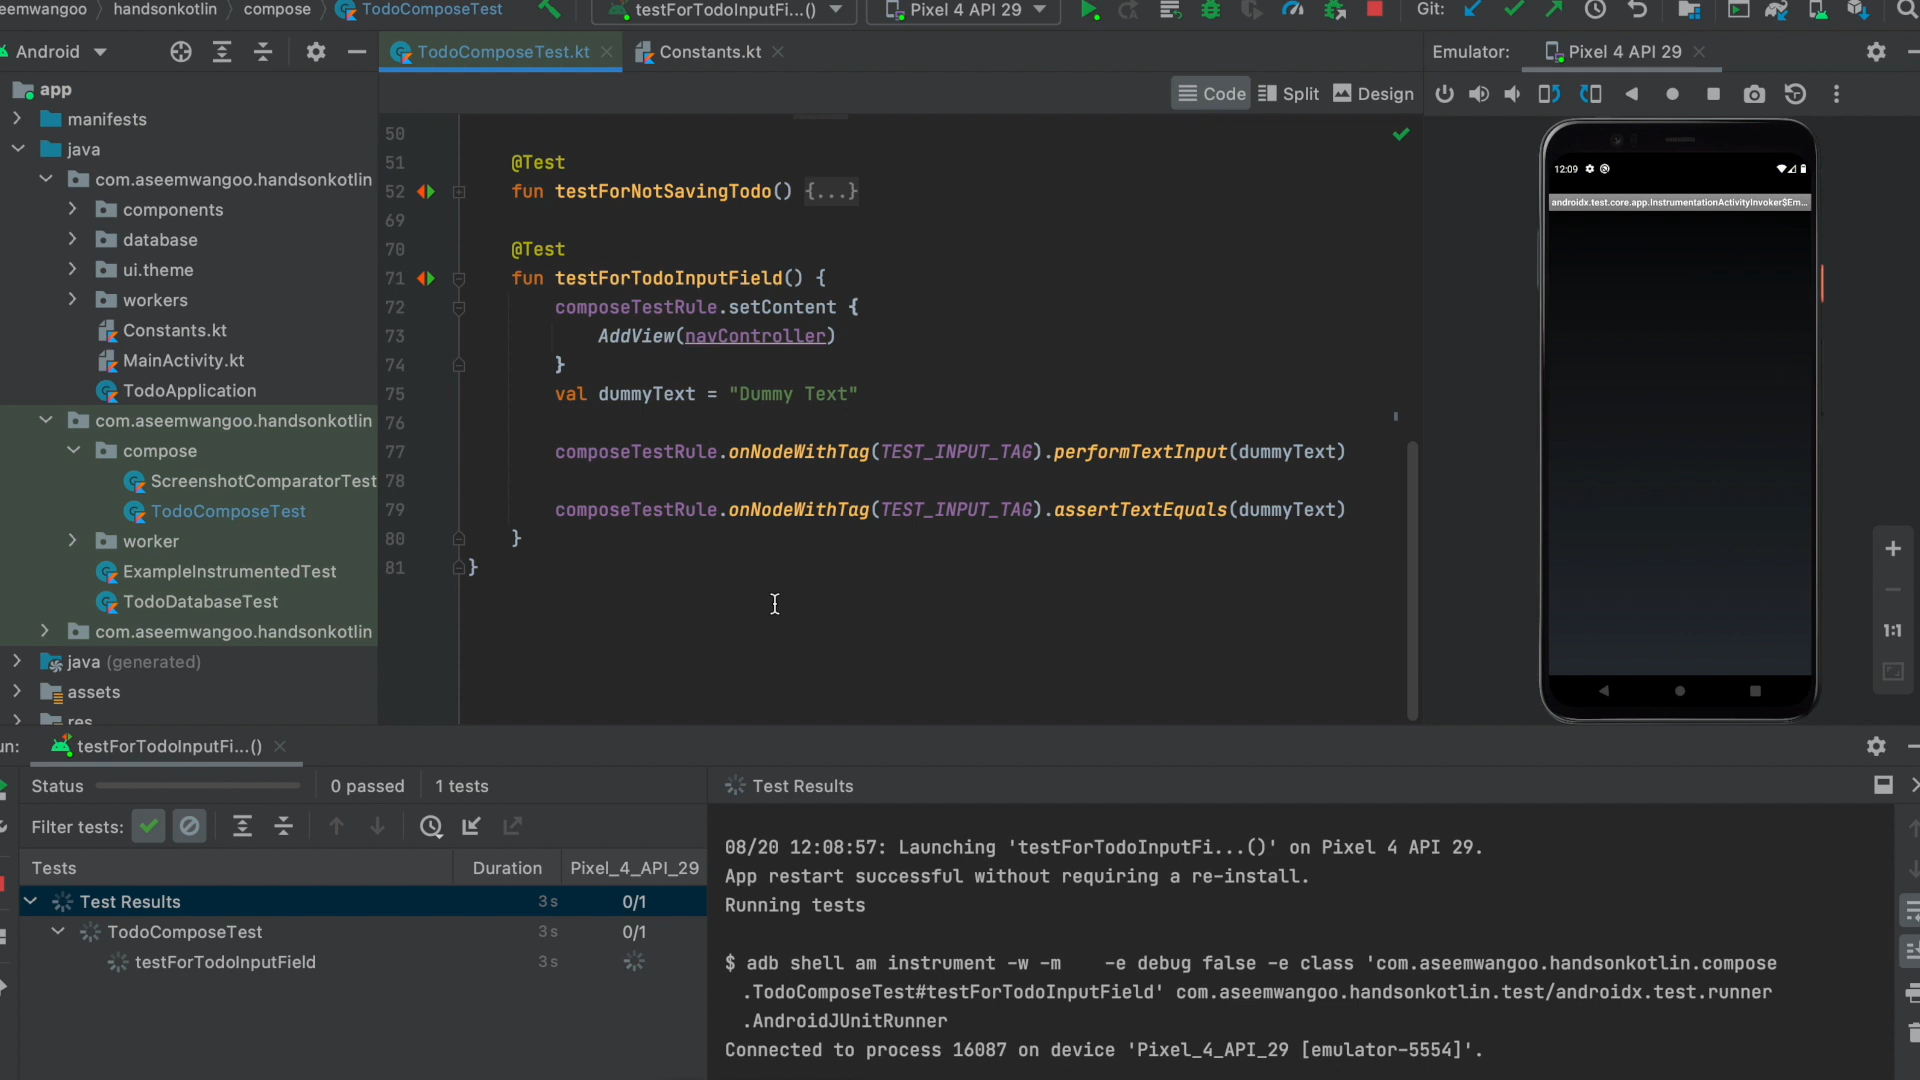 eemwangoo handsonkotlin compose TodoComposeTest testForTodoInputFi...() Pixel 4 API 29 Git:
Android TodoComposeTest.kt Constants.kt Emulator: Pixel 4 API 29
Code Split Design
app
manifests
java
com.aseemwangoo.handsonkotlin
components
database
ui.theme
workers
Constants.kt
MainActivity.kt
TodoApplication
com.aseemwangoo.handsonkotlin
compose
ScreenshotComparatorTest
TodoComposeTest
worker
ExampleInstrumentedTest
TodoDatabaseTest
com.aseemwangoo.handsonkotlin
java (generated)
assets
res
50
51 @Test
52 fun testForNotSavingTodo() {...}
69
70 @Test
71 fun testForTodoInputField() {
72 composeTestRule.setContent {
73 AddView(navController)
74 }
75 val dummyText = "Dummy Text"
76
77 composeTestRule.onNodeWithTag(TEST_INPUT_TAG).performTextInput(dummyText)
78
79 composeTestRule.onNodeWithTag(TEST_INPUT_TAG).assertTextEquals(dummyText)
80 }
81 }
12:09
androidx.test.core.app.InstrumentationActivityInvoker$Em...
1:1
un: testForTodoInputFi...()
Status 0 passed 1 tests
Filter tests:
Tests Duration Pixel_4_API_29
Test Results 3 s 0/1
TodoComposeTest 3 s 0/1
testForTodoInputField 3 s
Test Results
08/20 12:08:57: Launching 'testForTodoInputFi...()' on Pixel 4 API 29.
App restart successful without requiring a re-install.
Running tests
$ adb shell am instrument -w -m    -e debug false -e class 'com.aseemwangoo.handsonkotlin.compose
.TodoComposeTest#testForTodoInputField' com.aseemwangoo.handsonkotlin.test/androidx.test.runner
.AndroidJUnitRunner
Connected to process 16087 on device 'Pixel_4_API_29 [emulator-5554]'.